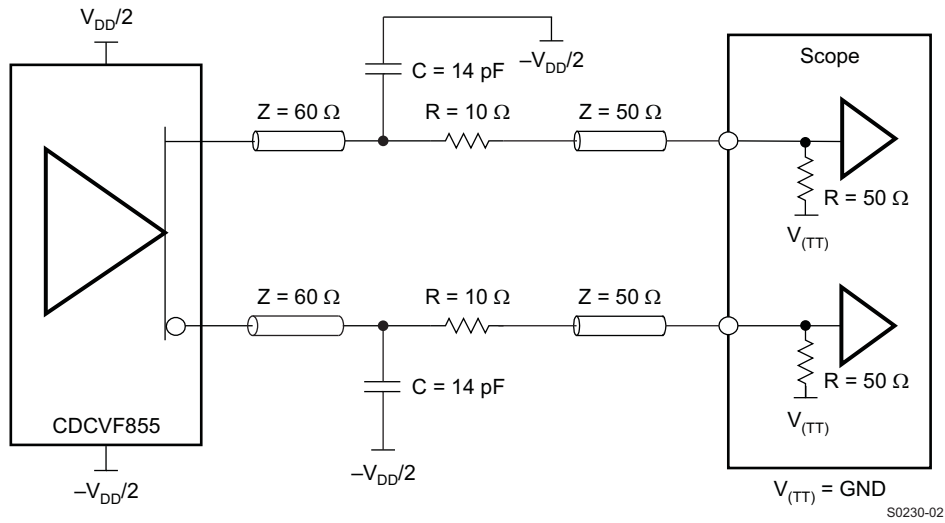 V_DD/2
C = 14 pF
–V_DD/2
Scope
Z = 60 Ω
R = 10 Ω
Z = 50 Ω
R = 50 Ω
V_(TT)
Z = 60 Ω
R = 10 Ω
Z = 50 Ω
C = 14 pF
R = 50 Ω
V_(TT)
CDCVF855
–V_DD/2
–V_DD/2
V_(TT) = GND
S0230-02